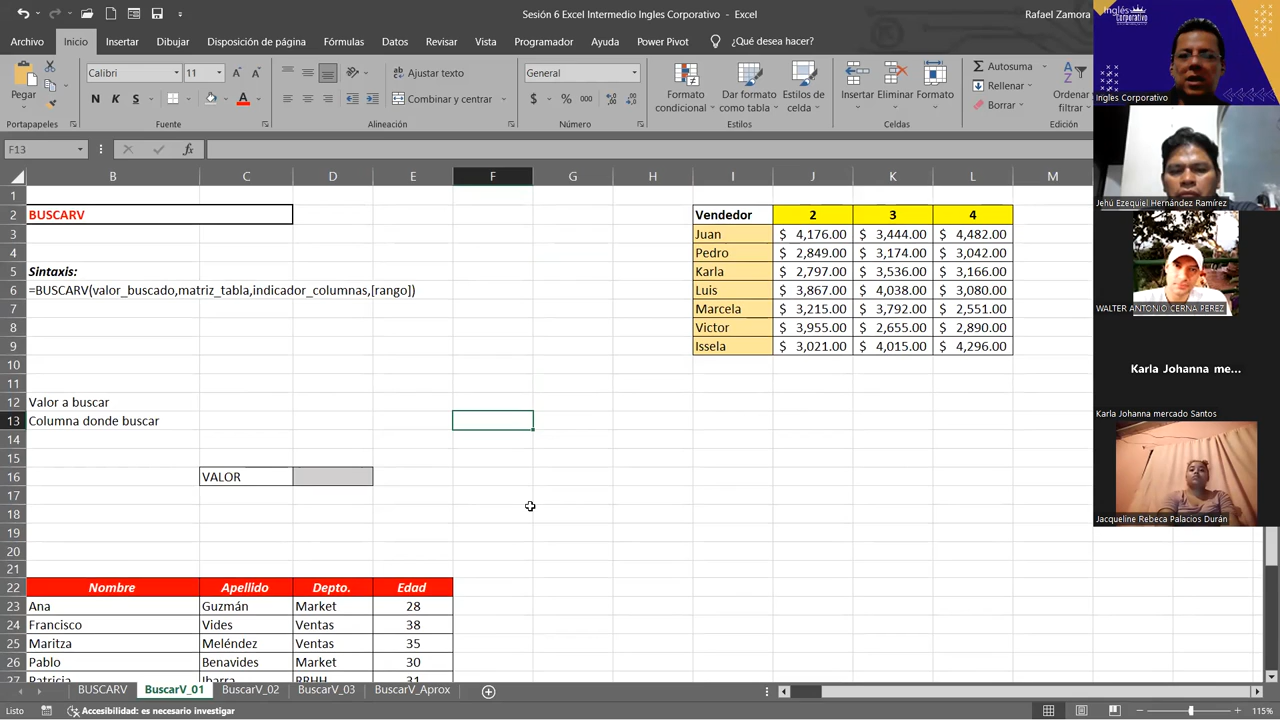 Sesión 6 Excel Intermedio Ingles Corporativo - Excel
Rafael Zamora
Archivo Inicio Insertar Dibujar Disposición de página Fórmulas Datos Revisar Vista Programador Ayuda Power Pivot ¿Qué desea hacer?
Pegar
Calibri 11
N K S
Ajustar texto
Combinar y centrar
General
$ % 000
Formato condicional
Dar formato como tabla
Estilos de celda
Insertar Eliminar Formato
Autosuma
Rellenar
Borrar
Ordenar filtrar
Portapapeles Fuente Alineación Número Estilos Celdas Edición
F13
fx
B C D E F G H I J K L M
1
2 BUSCARV Vendedor 2 3 4
3 Juan $ 4,176.00 $ 3,444.00 $ 4,482.00
4 Pedro $ 2,849.00 $ 3,174.00 $ 3,042.00
5 Sintaxis: Karla $ 2,797.00 $ 3,536.00 $ 3,166.00
6 =BUSCARV(valor_buscado,matriz_tabla,indicador_columnas,[rango]) Luis $ 3,867.00 $ 4,038.00 $ 3,080.00
7 Marcela $ 3,215.00 $ 3,792.00 $ 2,551.00
8 Victor $ 3,955.00 $ 2,655.00 $ 2,890.00
9 Issela $ 3,021.00 $ 4,015.00 $ 4,296.00
10
11
12 Valor a buscar
13 Columna donde buscar
14
15
16 VALOR
17
18
19
20
21
22 Nombre Apellido Depto. Edad
23 Ana Guzmán Market 28
24 Francisco Vides Ventas 38
25 Maritza Meléndez Ventas 35
26 Pablo Benavides Market 30
27 Patricia Ibarra RRHH 31
BUSCARV BuscarV_01 BuscarV_02 BuscarV_03 BuscarV_Aprox
Listo Accesibilidad: es necesario investigar 115%
Inglés Corporativo
Ingles Corporativo
Jehú Ezequiel Hernández Ramírez
WALTER ANTONIO CERNA PEREZ
Karla Johanna me...
Karla Johanna mercado Santos
Jacqueline Rebeca Palacios Durán